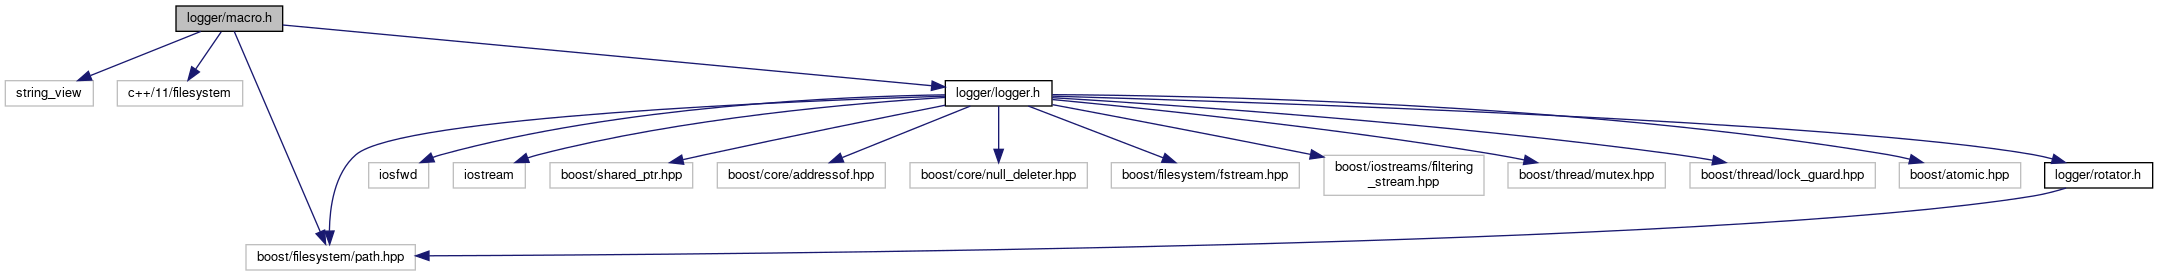 logger/macro.h
string_view
c++/11/filesystem
logger/logger.h
iosfwd
iostream
boost/shared_ptr.hpp
boost/core/addressof.hpp
boost/core/null_deleter.hpp
boost/filesystem/fstream.hpp
boost/iostreams/filtering
_stream.hpp
boost/thread/mutex.hpp
boost/thread/lock_guard.hpp
boost/atomic.hpp
logger/rotator.h
boost/filesystem/path.hpp